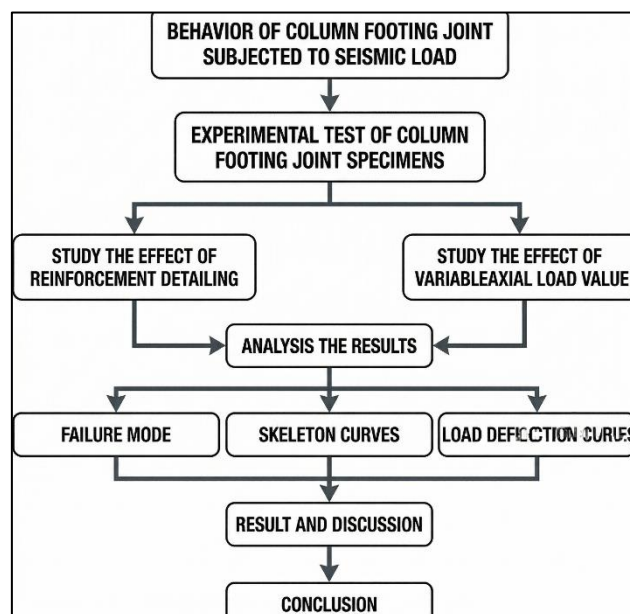 BEHAVIOR OF COLUMN FOOTING JOINT
SUBJECTED TO SEISMIC LOAD
EXPERIMENTAL TEST OF COLUMN
FOOTING JOINT SPECIMENS
STUDY THE EFFECT OF
REINFORCEMENT DETAILING
STUDY THE EFFECT OF
VARIABLEAXIAL LOAD VALUE
ANALYSIS THE RESULTS
FAILURE MODE
SKELETON CURVES
LOAD DEFLECTION CURVES
RESULT AND DISCUSSION
CONCLUSION